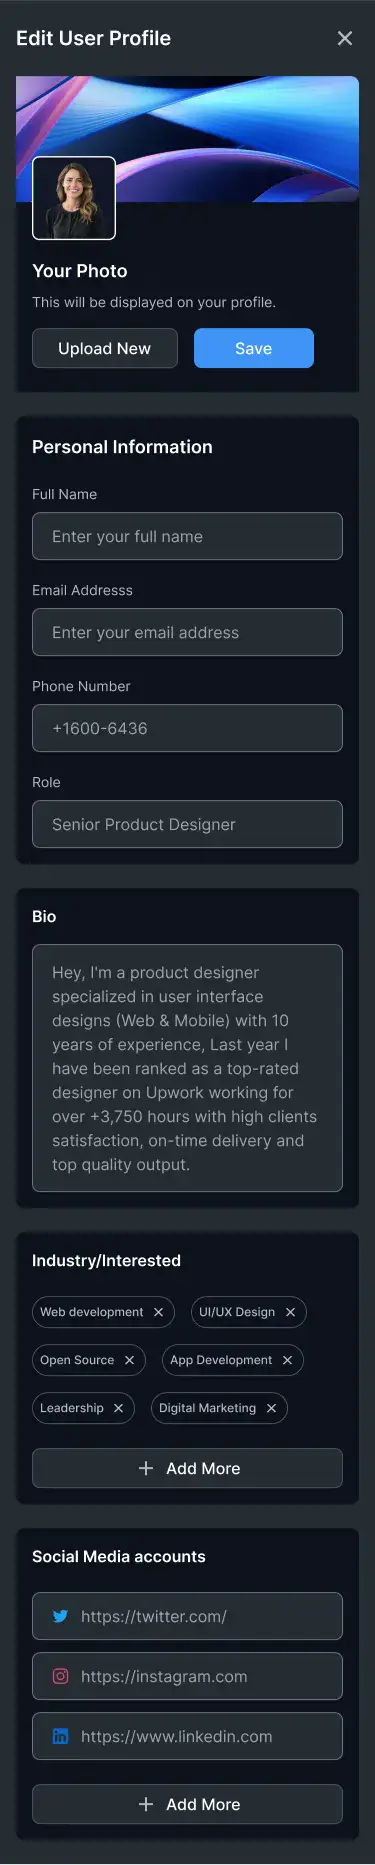 Edit User Profile
Your Photo
This will be displayed on your profile.
Upload New
Save
Personal Information
Full Name
Enter your full name
Email Addresss
Enter your email address
Phone Number
+1600-6436
Role
Senior Product Designer
Bio
Hey, I'm a product designer
specialized in user interface
designs (Web & Mobile) with 10
years of experience, Last year I
have been ranked as a top-rated
designer on Upwork working for
over +3,750 hours with high clients
satisfaction, on-time delivery and
top quality output.
Industry/Interested
Web development
UI/UX Design
Open Source
App Development
Leadership
Digital Marketing
Add More
Social Media accounts
https://twitter.com/
https://instagram.com
https://www.linkedin.com
Add More